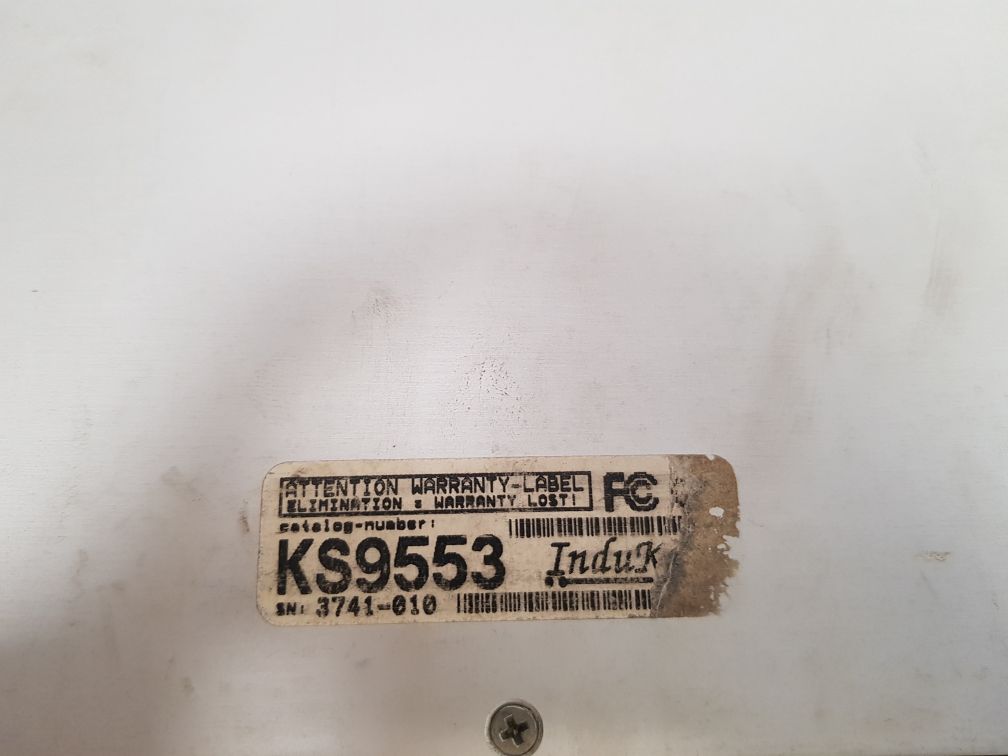 ATTENTION WARRANTY-LABEL
ELIMINATION = WARRANTY LOST!
FC
catalog-number:
KS9553
InduK
SN: 3741-010